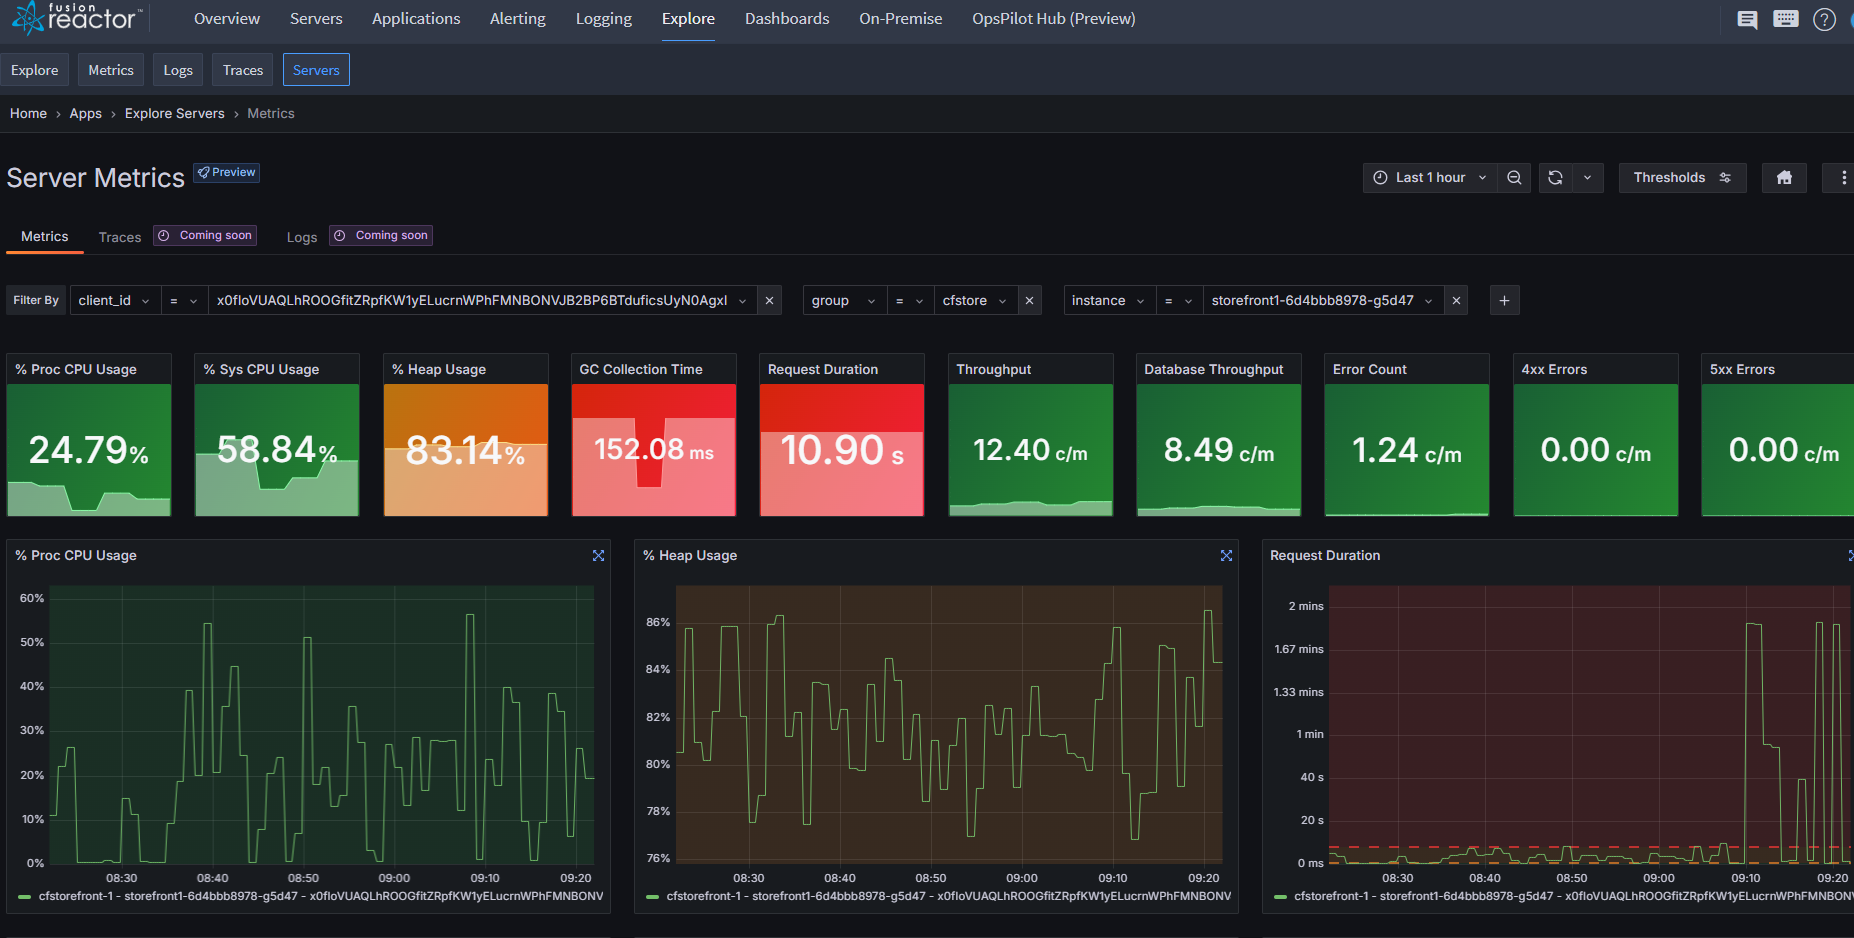 fusion
reactor™
Overview Servers Applications Alerting Logging Explore Dashboards On-Premise OpsPilot Hub (Preview)
Explore Metrics Logs Traces Servers
Home › Apps › Explore Servers › Metrics
Server Metrics Preview
Last 1 hour Thresholds
Metrics Traces Coming soon Logs Coming soon
Filter By client_id = x0floVUAQLhROOGfitZRpfKW1yELucrnWPhFMNBONVJB2BP6BTduficsUyN0AgxI group = cfstore instance = storefront1-6d4bbb8978-g5d47
% Proc CPU Usage % Sys CPU Usage % Heap Usage GC Collection Time Request Duration Throughput Database Throughput Error Count 4xx Errors 5xx Errors
24.79% 58.84% 83.14% 152.08 ms 10.90 s 12.40 c/m 8.49 c/m 1.24 c/m 0.00 c/m 0.00 c/m
% Proc CPU Usage
60%
50%
40%
30%
20%
10%
0%
08:30 08:40 08:50 09:00 09:10 09:20
cfstorefront-1 - storefront1-6d4bbb8978-g5d47 - x0floVUAQLhROOGfitZRpfKW1yELucrnWPhFMNBONV
% Heap Usage
86%
84%
82%
80%
78%
76%
08:30 08:40 08:50 09:00 09:10 09:20
cfstorefront-1 - storefront1-6d4bbb8978-g5d47 - x0floVUAQLhROOGfitZRpfKW1yELucrnWPhFMNBONV
Request Duration
2 mins
1.67 mins
1.33 mins
1 min
40 s
20 s
0 ms
08:30 08:40 08:50 09:00 09:10 09:20
cfstorefront-1 - storefront1-6d4bbb8978-g5d47 - x0floVUAQLhROOGfitZRpfKW1yELucrnWPhFMNBONV